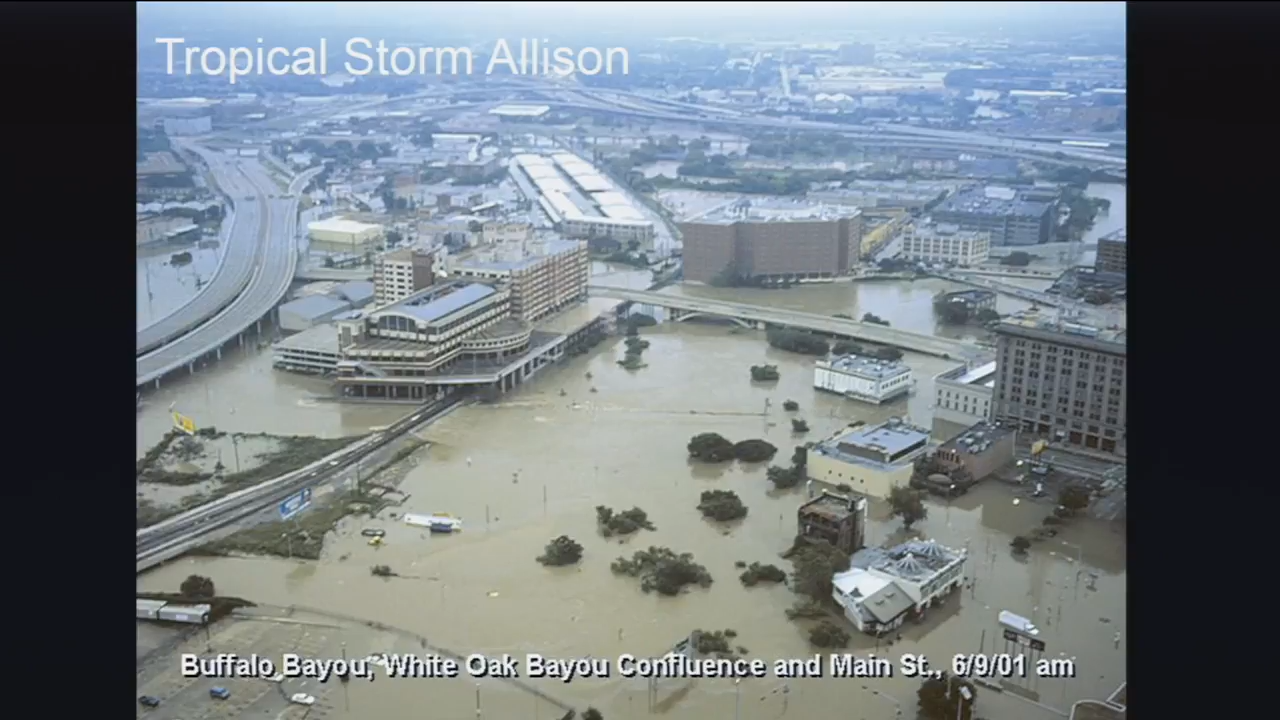 Tropical Storm Allison
Buffalo Bayou, White Oak Bayou Confluence and Main St., 6/9/01 am